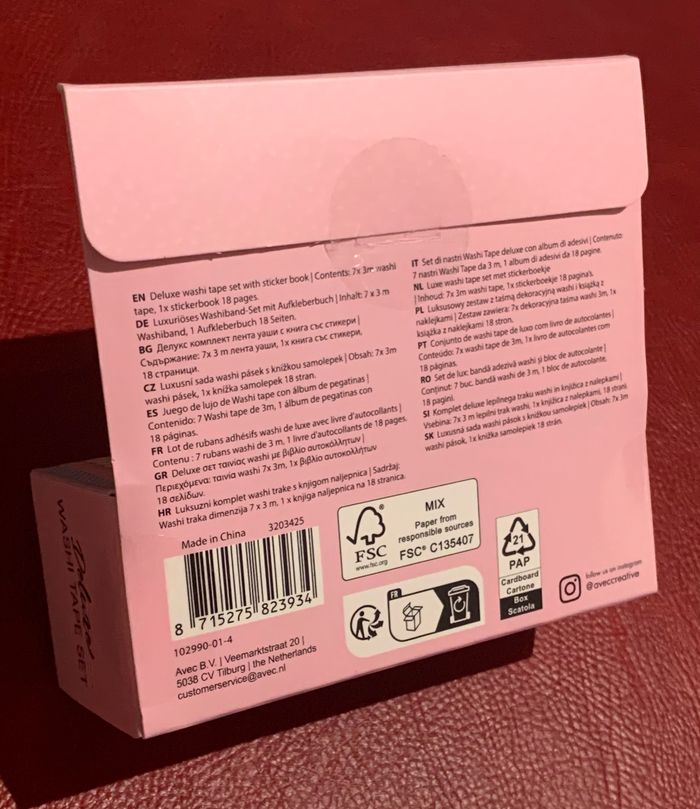 EN Deluxe washi tape set with sticker book | Contents: 7x 3m washi
tape, 1x stickerbook 18 pages.
DE Luxuriöses Washiband-Set mit Aufkleberbuch | Inhalt: 7 x 3 m
Washiband, 1 Aufkleberbuch 18 Seiten.
BG Делукс комплект лента уаши с книга със стикери |
Съдържание: 7x 3 m лента уаши, 1x книга със стикери,
18 страници.
CZ Luxusní sada washi pásek s knížkou samolepek | Obsah: 7x 3m
washi pásek, 1x knížka samolepek 18 stran.
ES Juego de lujo de Washi tape con álbum de pegatinas |
Contenido: 7 Washi tape de 3m, 1 álbum de pegatinas con
18 páginas.
FR Lot de rubans adhésifs washi de luxe avec livre d'autocollants |
Contenu : 7 rubans washi de 3 m, 1 livre d'autocollants de 18 pages.
GR Deluxe σετ ταινίας washi με βιβλίο αυτοκόλλητων |
Περιεχόμενα: ταινία washi 7x 3m, 1x βιβλίο αυτοκόλλητων
18 σελίδων.
HR Luksuzni komplet washi trake s knjigom naljepnica | Sadržaj:
Washi traka dimenzija 7 x 3 m, 1 x knjiga naljepnica na 18 stranica.
IT Set di nastri Washi Tape deluxe con album di adesivi | Contenuto:
7 nastri Washi Tape da 3 m, 1 album di adesivi da 18 pagine.
NL Luxe washi tape set met stickerboekje
| Inhoud: 7x 3m washi tape, 1x stickerboekje 18 pagina's.
PL Luksusowy zestaw z taśmą dekoracyjną washi i książką z
naklejkami | Zestaw zawiera: 7x dekoracyjna taśma washi 3m, 1x
książka z naklejkami 18 stron.
PT Conjunto de washi tape de luxo com livro de autocolantes |
Conteúdo: 7x washi tape de 3m, 1x livro de autocolantes com
18 páginas.
RO Set de lux: bandă adezivă washi și bloc de autocolante |
Conținut: 7 buc. bandă washi de 3 m, 1 bloc de autocolante,
18 pagini.
SI Komplet deluxe lepilnega traku washi in knjižica z nalepkami |
Vsebina: 7x 3 m lepilni trak washi, 1x knjižica z nalepkami, 18 strani
SK Luxusná sada washi pások s knižkou samolepiek | Obsah: 7x 3m
washi pások, 1x knižka samolepiek 18 strán.
Made in China 3203425
8 715275 823934
102990-01-4
Avec B.V. | Veemarktstraat 20 |
5038 CV Tilburg | the Netherlands
customerservice@avec.nl
FSC
www.fsc.org
MIX
Paper from
responsible sources
FSC® C135407
FR
21
PAP
Cardboard
Cartone
Box
Scatola
follow us on instagram
@aveccreative
Deluxe
WASHI TAPE SET